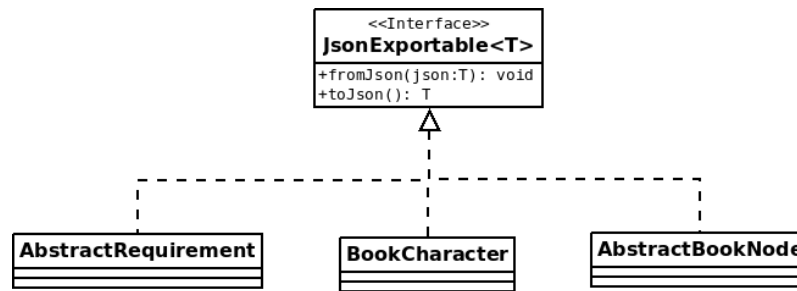 <<Interface>>
JsonExportable<T>
+fromJson(json:T): void
+toJson(): T
AbstractRequirement
BookCharacter
AbstractBookNode